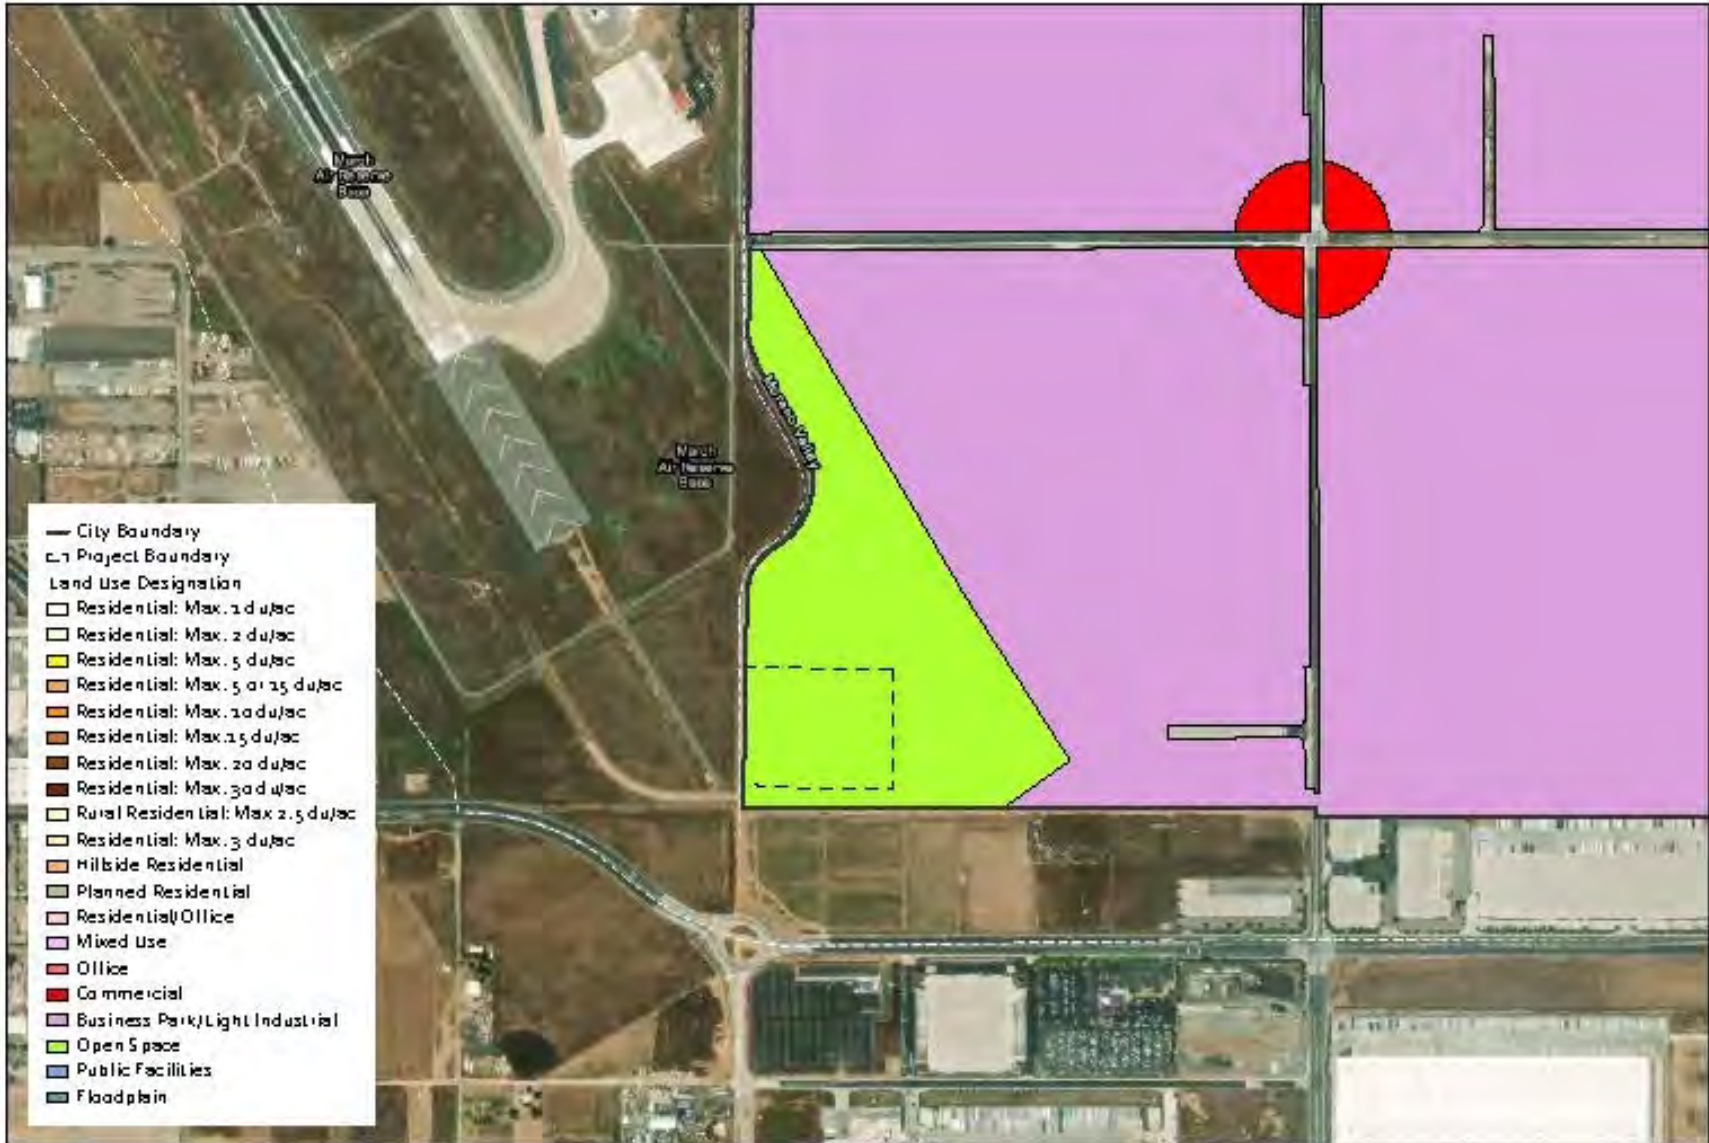 March
Air Reserve
Base
March
Air Reserve
Base
Moreno Valley
City Boundary
Project Boundary
Land Use Designation
Residential: Max. 1 du/ac
Residential: Max. 2 du/ac
Residential: Max. 5 du/ac
Residential: Max. 5 or 15 du/ac
Residential: Max. 10 du/ac
Residential: Max. 15 du/ac
Residential: Max. 20 du/ac
Residential: Max. 30 du/ac
Rural Residential: Max 2.5 du/ac
Residential: Max. 3 du/ac
Hillside Residential
Planned Residential
Residential/Office
Mixed Use
Office
Commercial
Business Park/Light Industrial
Open Space
Public Facilities
Floodplain